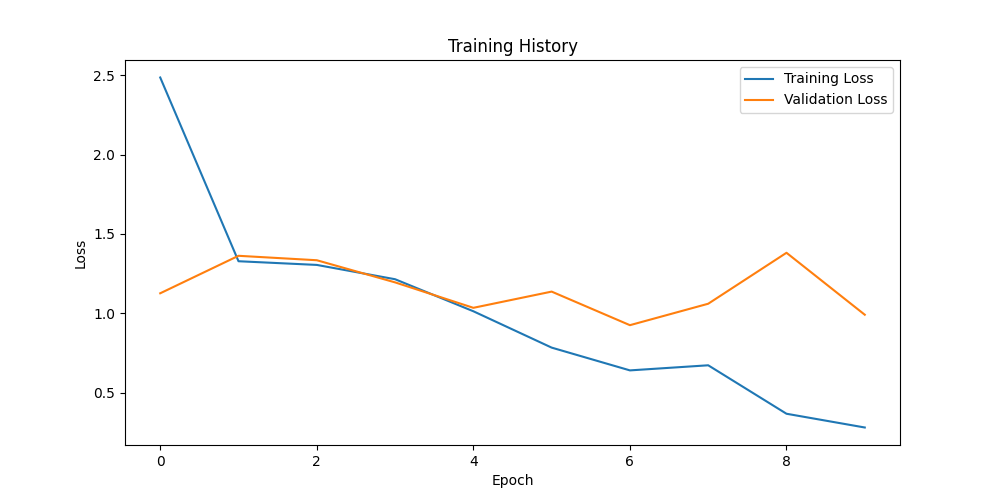 Training History
Training Loss
Validation Loss
2.5
2.0
1.5
1.0
0.5
Loss
0 2 4 6 8
Epoch